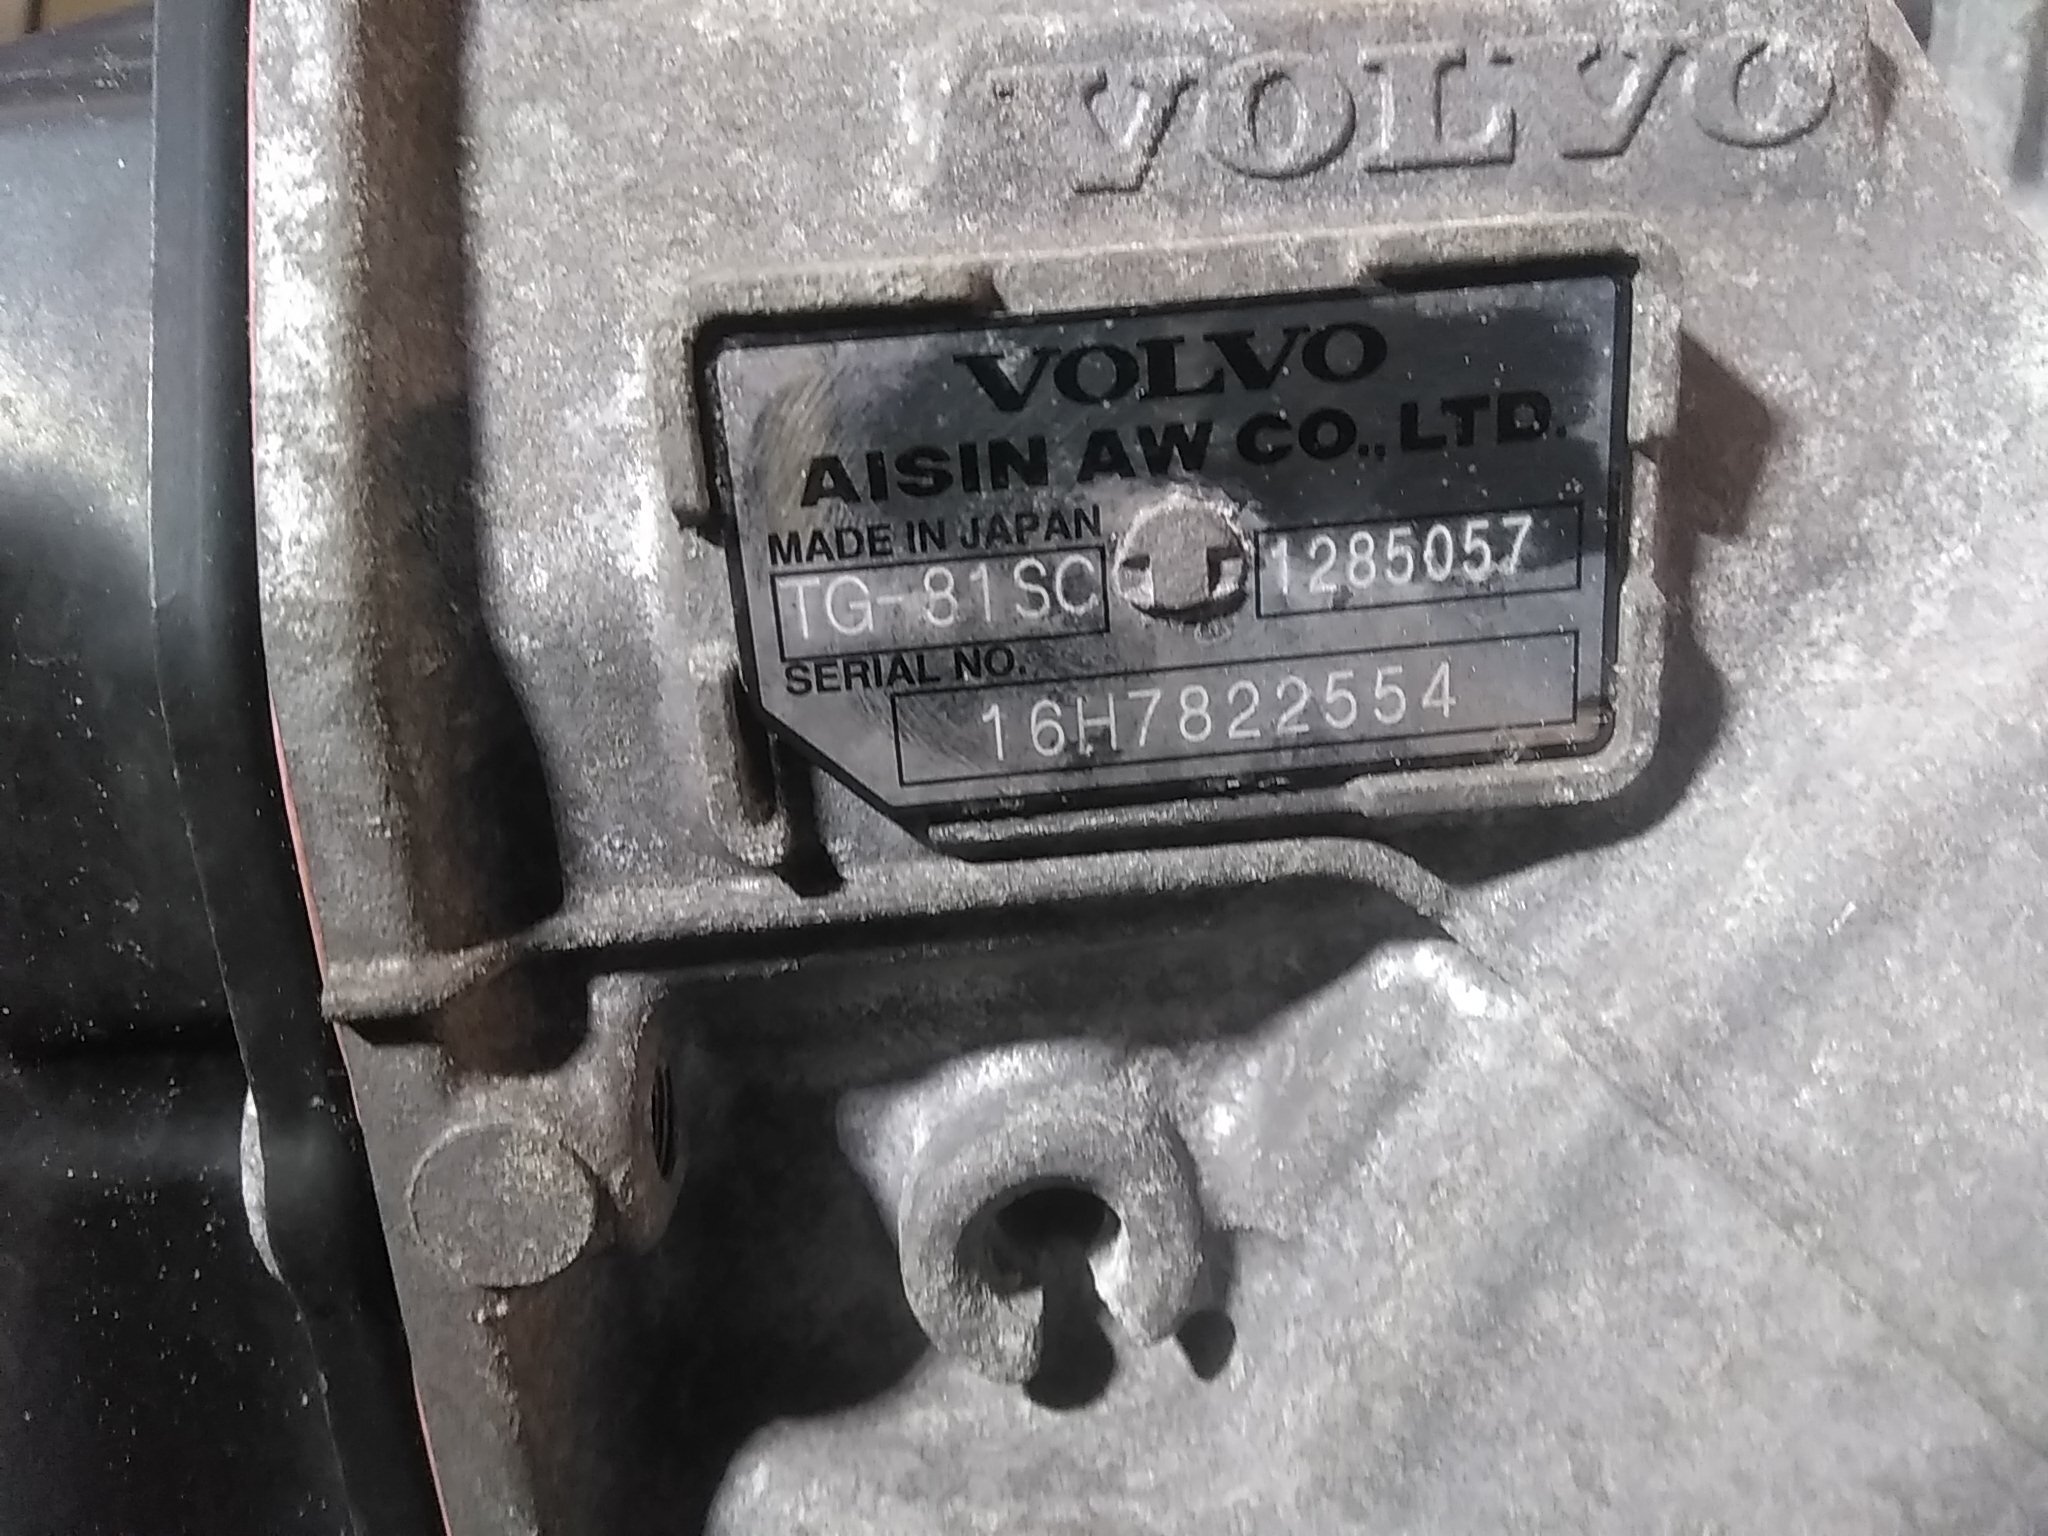 VOLVO
VOLVO
AISIN AW CO., LTD.
MADE IN JAPAN
TG-81SC 1285057
SERIAL NO.
16H7822554